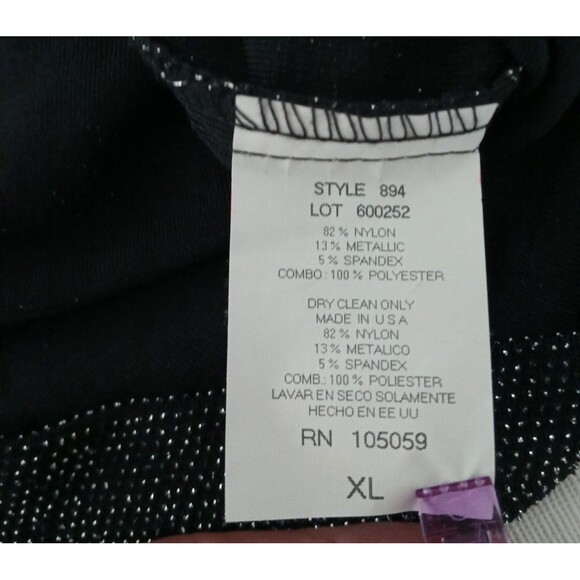 STYLE 894
LOT 600252
82 % NYLON
13 % METALLIC
5 % SPANDEX
COMBO : 100 % POLYESTER
DRY CLEAN ONLY
MADE IN U S A
82 % NYLON
13 % METALICO
5 % SPANDEX
COMB.: 100 % POLIESTER
LAVAR EN SECO SOLAMENTE
HECHO EN EE UU
RN 105059
XL